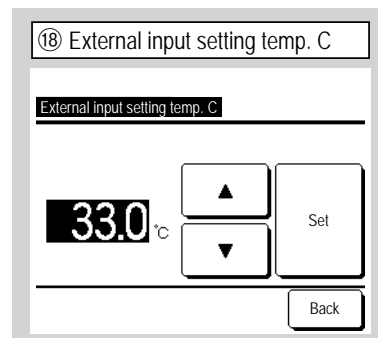 ⑱ External input setting temp. C
External input setting temp. C
▲
33.0 °C
Set
▼
Back